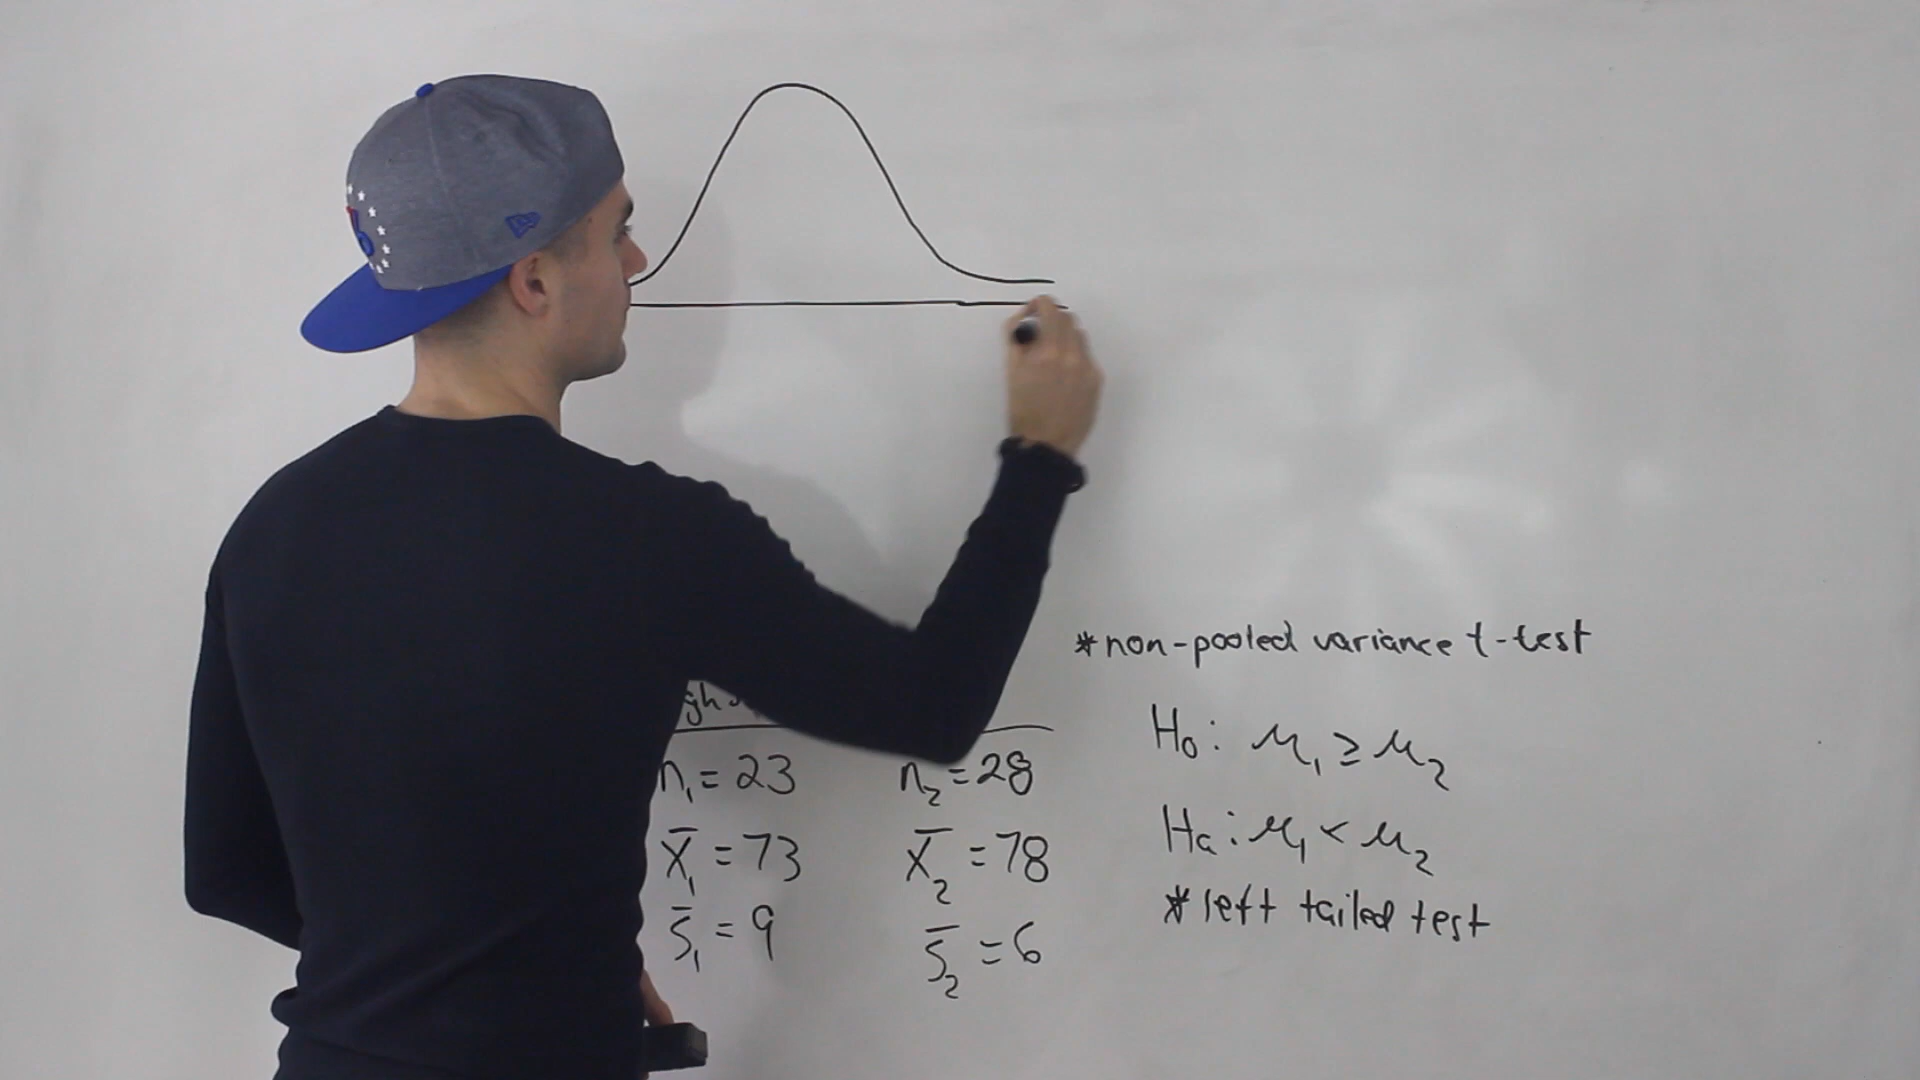 *non-pooled variance t-test
n₁ = 23
n₂ = 28
H₀: μ₁ ≥ μ₂
x̄₁ = 73
x̄₂ = 78
Hₐ: μ₁ < μ₂
s̄₁ = 9
s̄₂ = 6
*left tailed test